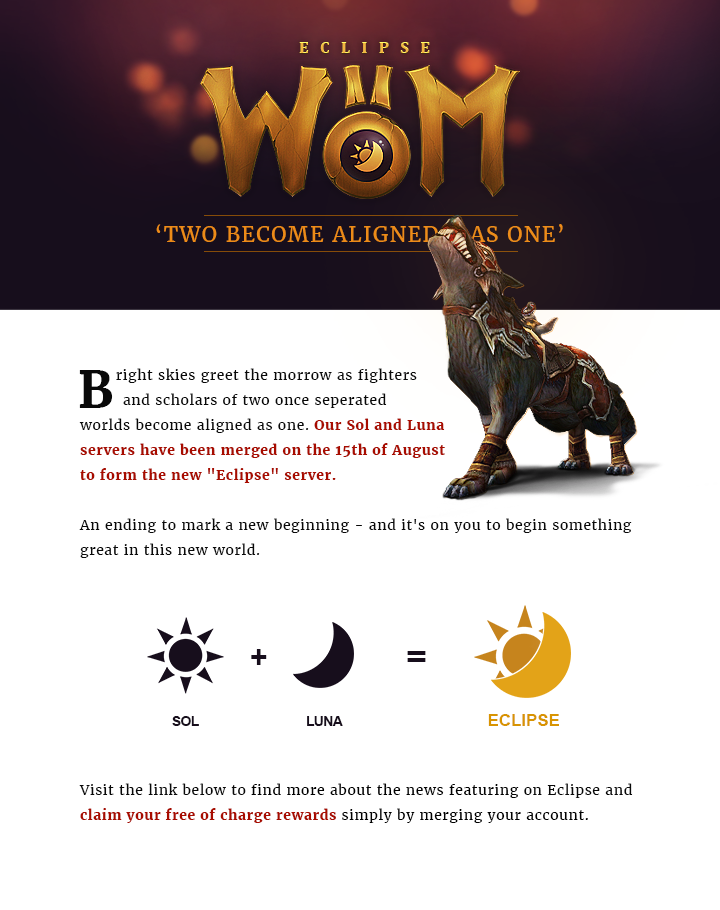 ECLIPSE
WÖM
‘TWO BECOME ALIGNED AS ONE’
Bright skies greet the morrow as fighters
and scholars of two once seperated
worlds become aligned as one. Our Sol and Luna
servers have been merged on the 15th of August
to form the new "Eclipse" server.
An ending to mark a new beginning - and it's on you to begin something
great in this new world.
+ =
SOL LUNA ECLIPSE
Visit the link below to find more about the news featuring on Eclipse and
claim your free of charge rewards simply by merging your account.